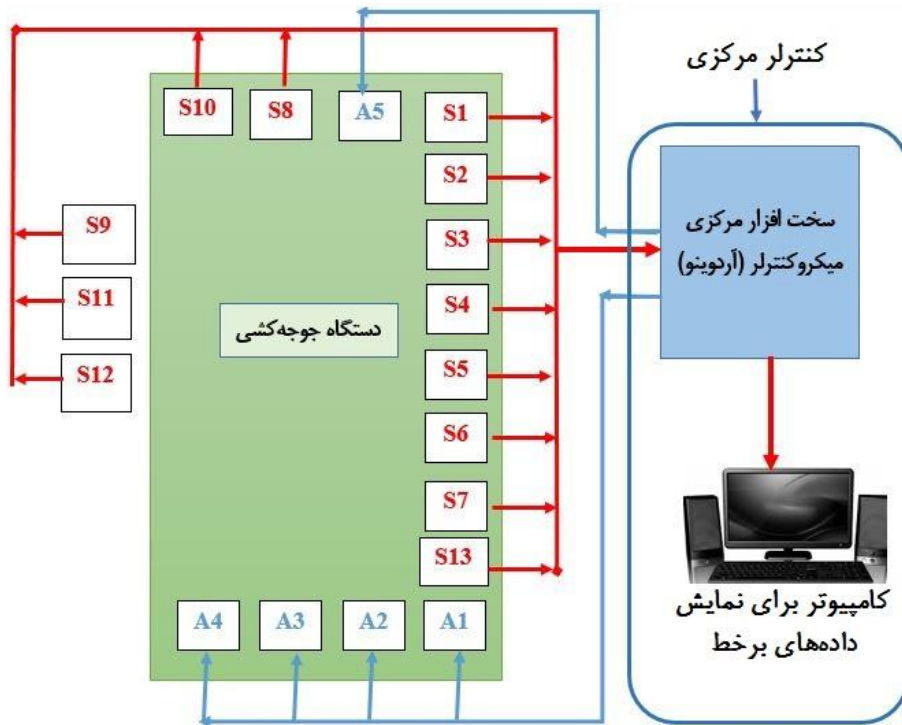 کنترلر مرکزی
S10
S8
A5
S1
S2
S3
S4
S5
S6
S7
S13
S9
S11
S12
دستگاه جوجه‌کشی
سخت افزار مرکزی
میکروکنترلر (آردوینو)
A4
A3
A2
A1
کامپیوتر برای نمایش
داده‌های برخط